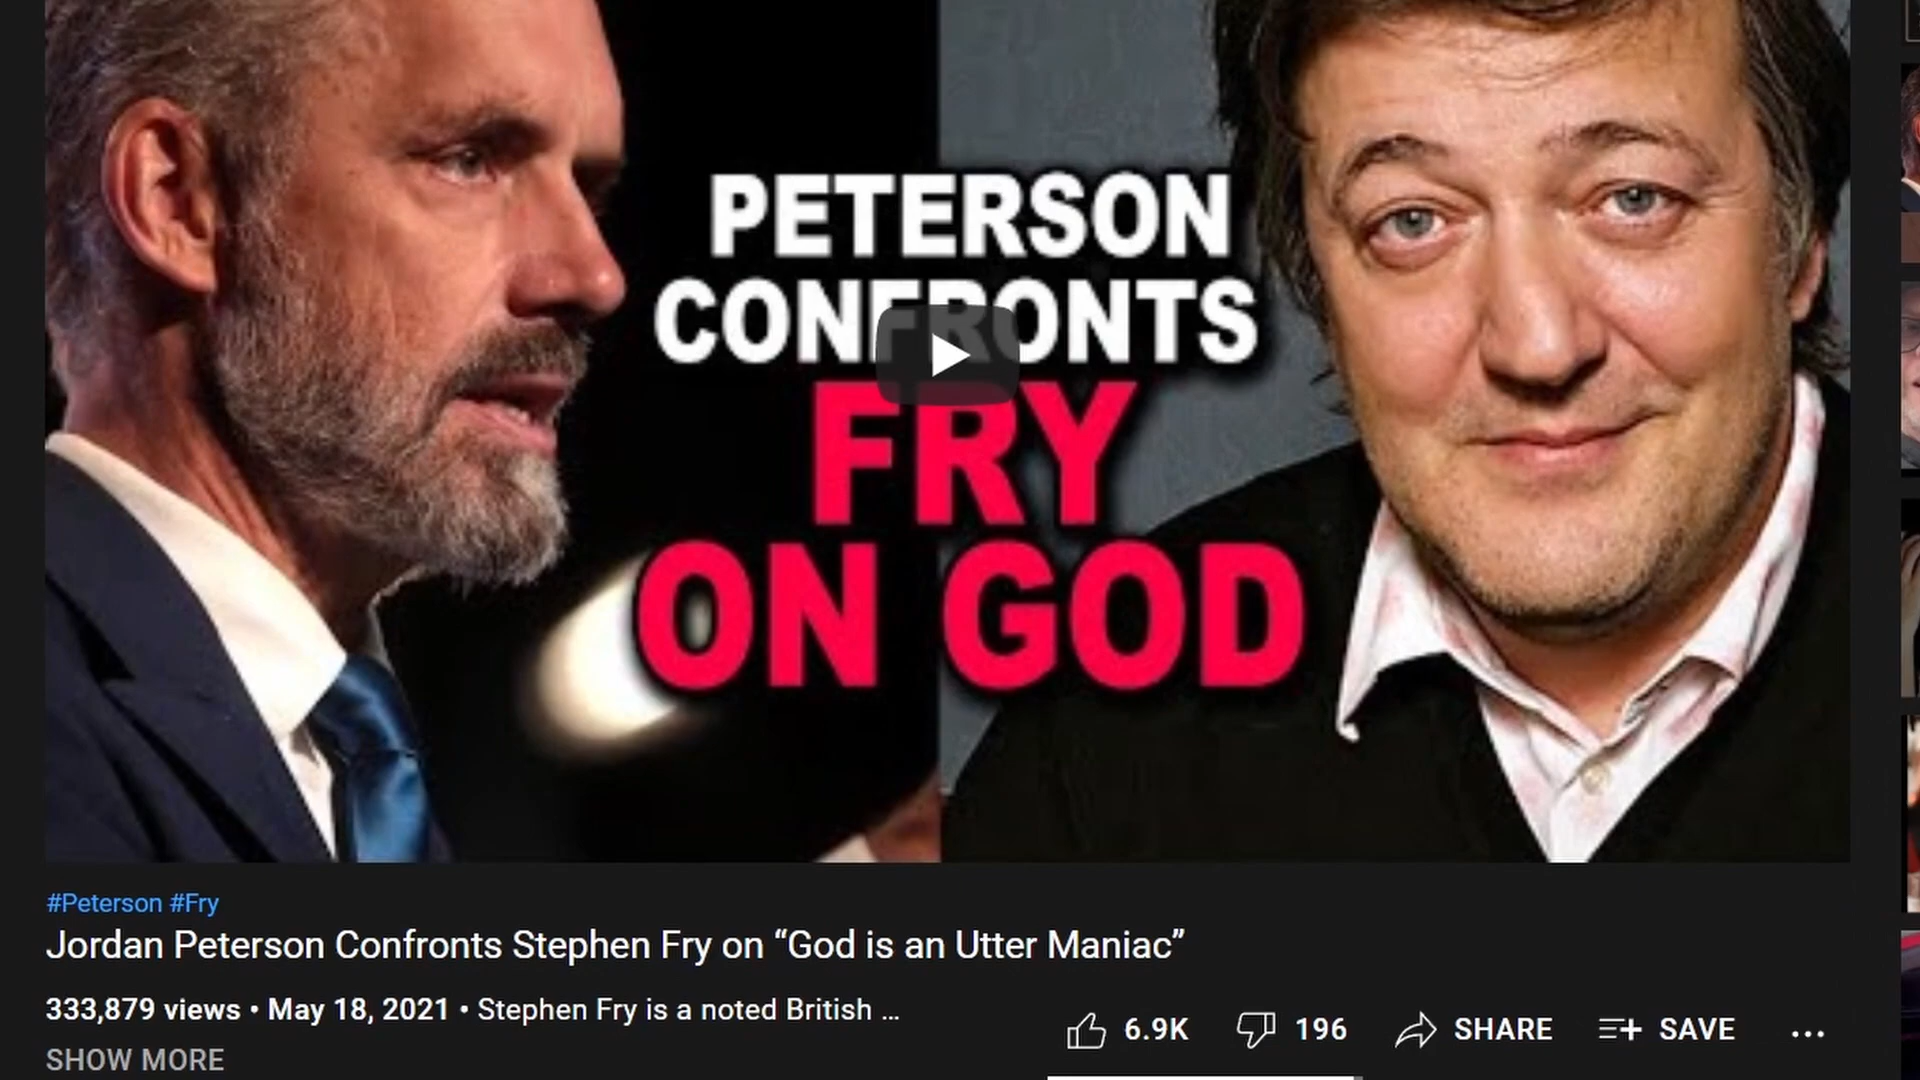 PETERSON
CONFRONTS
FRY
ON GOD
#Peterson #Fry
Jordan Peterson Confronts Stephen Fry on “God is an Utter Maniac”
333,879 views • May 18, 2021 • Stephen Fry is a noted British ...
6.9K
196
SHARE
SAVE
SHOW MORE